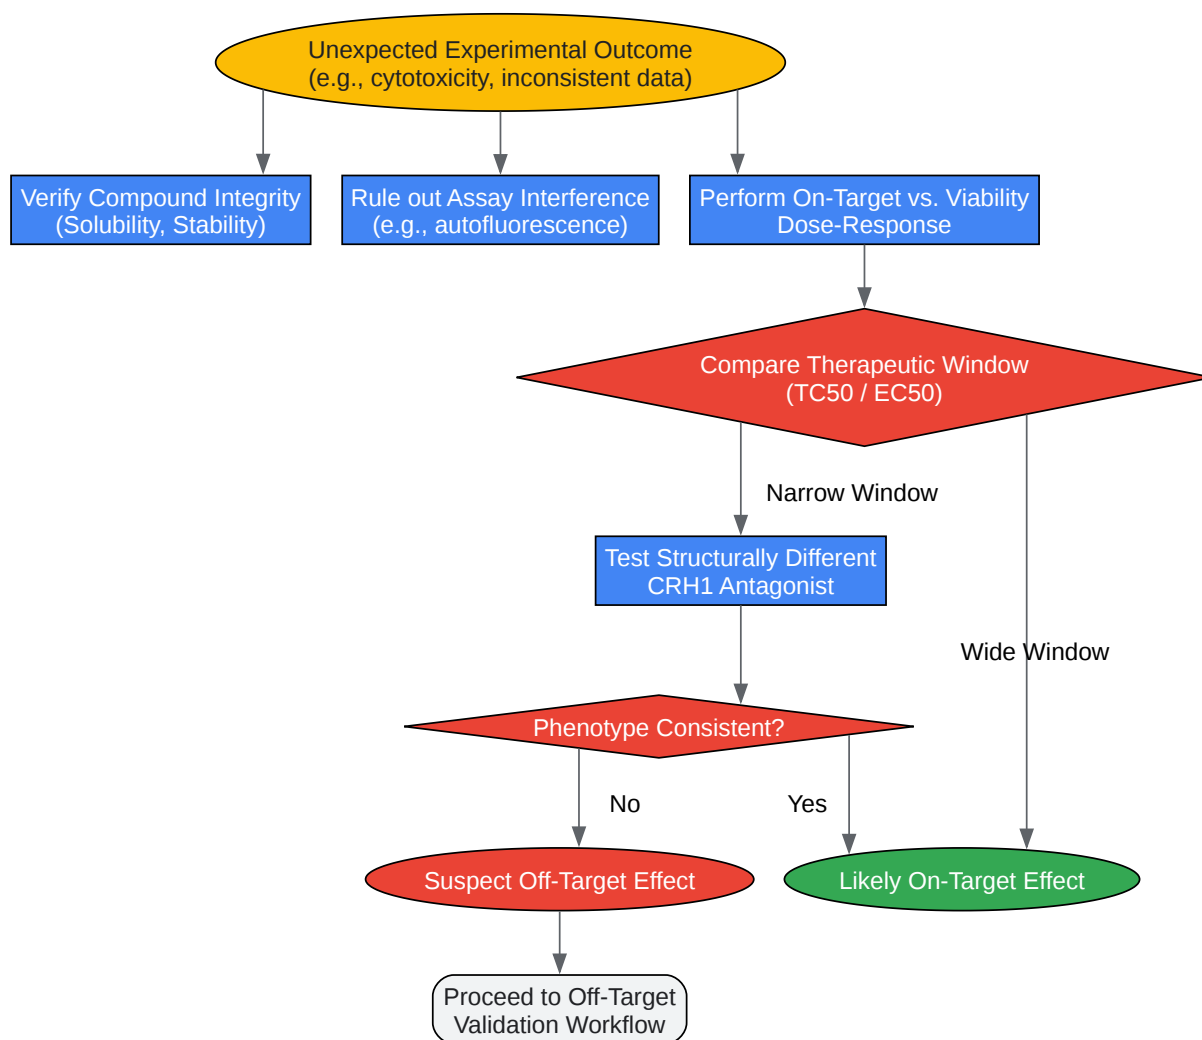 Unexpected Experimental Outcome
(e.g., cytotoxicity, inconsistent data)
Verify Compound Integrity
(Solubility, Stability)
Rule out Assay Interference
(e.g., autofluorescence)
Perform On-Target vs. Viability
Dose-Response
Compare Therapeutic Window
(TC50 / EC50)
Narrow Window
Test Structurally Different
CRH1 Antagonist
Wide Window
Phenotype Consistent?
No
Yes
Suspect Off-Target Effect
Likely On-Target Effect
Proceed to Off-Target
Validation Workflow